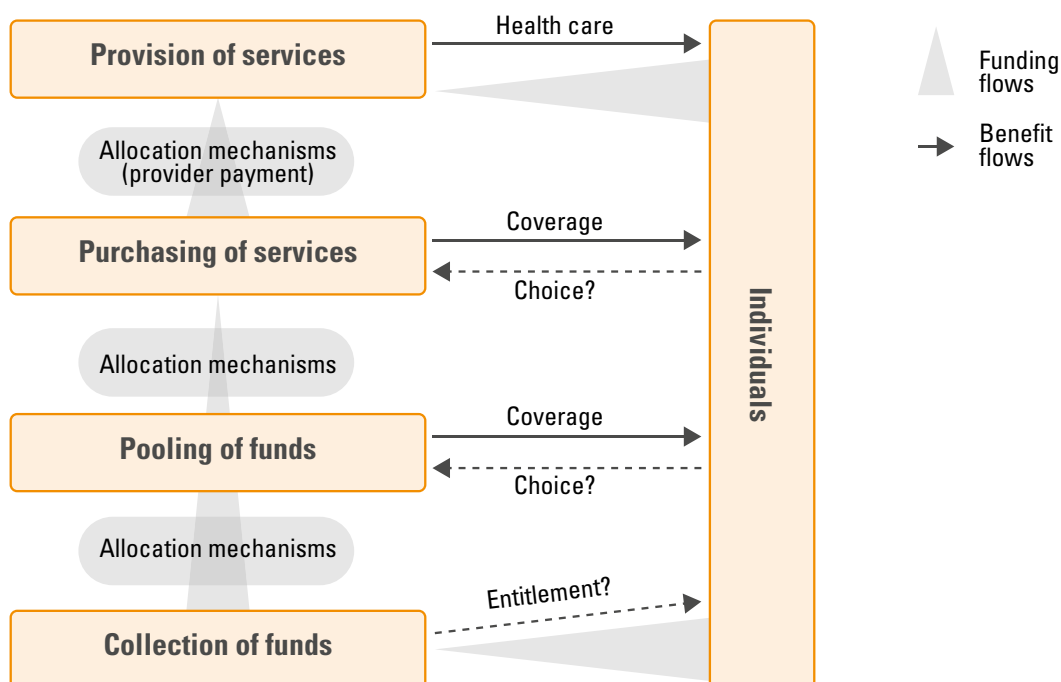 Health care
Provision of services
Funding
flows
Allocation mechanisms
(provider payment)
Benefit
flows
Coverage
Purchasing of services
Choice?
Individuals
Allocation mechanisms
Coverage
Pooling of funds
Choice?
Allocation mechanisms
Entitlement?
Collection of funds